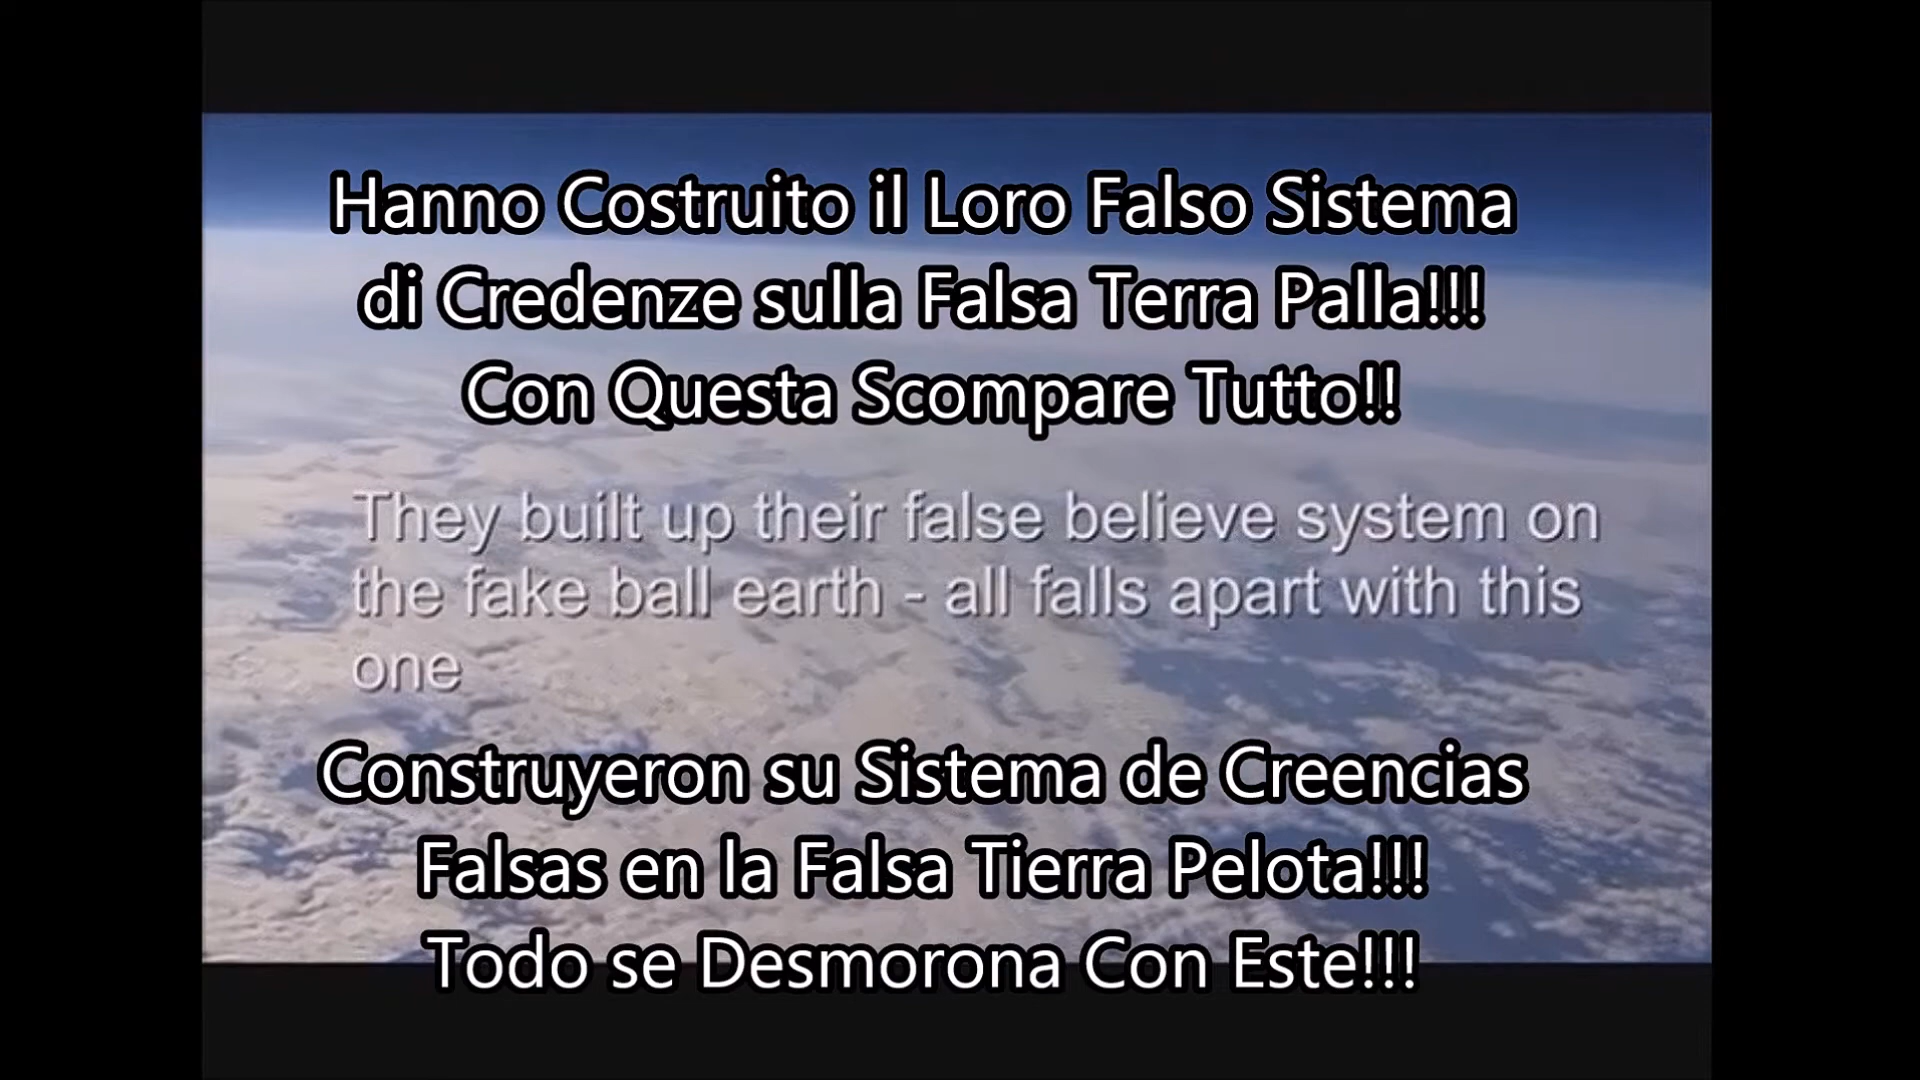 Hanno Costruito il Loro Falso Sistema
di Credenze sulla Falsa Terra Palla!!!
Con Questa Scompare Tutto!!
They built up their false believe system on
the fake ball earth - all falls apart with this
one
Construyeron su Sistema de Creencias
Falsas en la Falsa Tierra Pelota!!!
Todo se Desmorona Con Este!!!